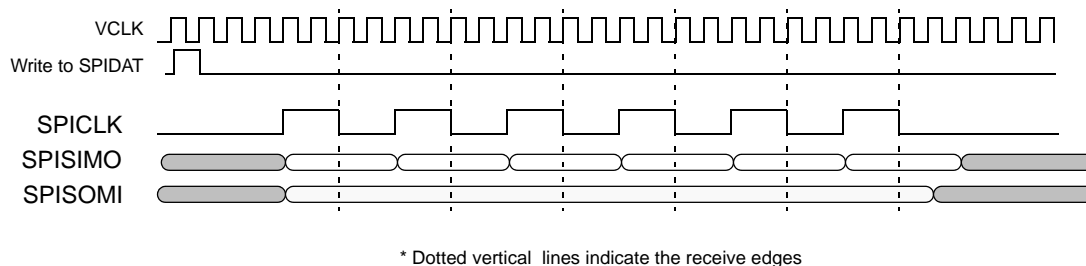 VCLK
Write to SPIDAT
SPICLK
SPISIMO
SPISOMI
* Dotted vertical lines indicate the receive edges